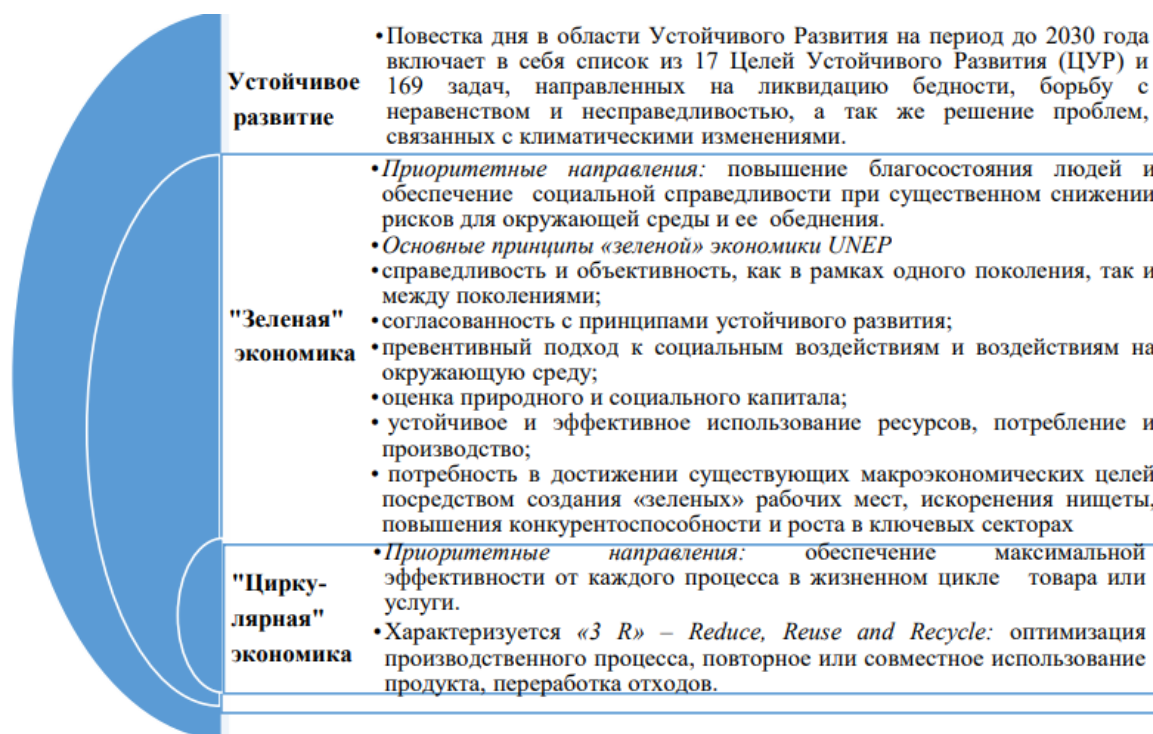 Устойчивое
развитие
•Повестка дня в области Устойчивого Развития на период до 2030 года
включает в себя список из 17 Целей Устойчивого Развития (ЦУР) и
169 задач, направленных на ликвидацию бедности, борьбу с
неравенством и несправедливостью, а так же решение проблем,
связанных с климатическими изменениями.
"Зеленая"
экономика
•Приоритетные направления: повышение благосостояния людей и
обеспечение социальной справедливости при существенном снижении
рисков для окружающей среды и ее обеднения.
•Основные принципы «зеленой» экономики UNEP
•справедливость и объективность, как в рамках одного поколения, так и
между поколениями;
•согласованность с принципами устойчивого развития;
•превентивный подход к социальным воздействиям и воздействиям на
окружающую среду;
•оценка природного и социального капитала;
• устойчивое и эффективное использование ресурсов, потребление и
производство;
• потребность в достижении существующих макроэкономических целей
посредством создания «зеленых» рабочих мест, искоренения нищеты,
повышения конкурентоспособности и роста в ключевых секторах
"Цирку-
лярная"
экономика
•Приоритетные направления: обеспечение максимальной
эффективности от каждого процесса в жизненном цикле товара или
услуги.
•Характеризуется «3 R» – Reduce, Reuse and Recycle: оптимизация
производственного процесса, повторное или совместное использование
продукта, переработка отходов.